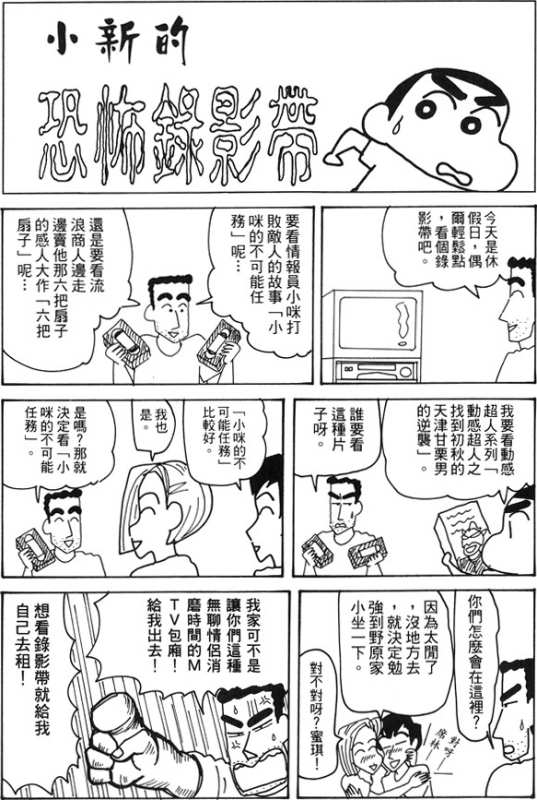 小新的
恐怖錄影帶
今天是休
假日，偶
爾輕鬆點
，看個錄
影帶吧。
要看情報員小咪打
敗敵人的故事「小
咪的不可能任
務」呢…
還是要看流
浪商人邊走
邊賣他那六把扇子
的感人大作「六把
扇子」呢…
我要看動感
超人系列「
動感超人之
找到初秋的
天津甘栗男
的逆襲」。
誰要看
這種片
子呀。
「小咪的不
可能任務」
比較好。
我也
是。
是嗎？那就
決定看「小
咪的不可能
任務」。
你們怎麼會在這裡？
因為太閒了
，沒地方去
，就決定勉
強到野原家
小坐一下。
對不對呀？蜜琪！
對呀！
傍林
我家可不是
讓你們這種
無聊情侶消
磨時間的M
TV包廂！
給我出去！
想看錄影帶就給我
自己去租！